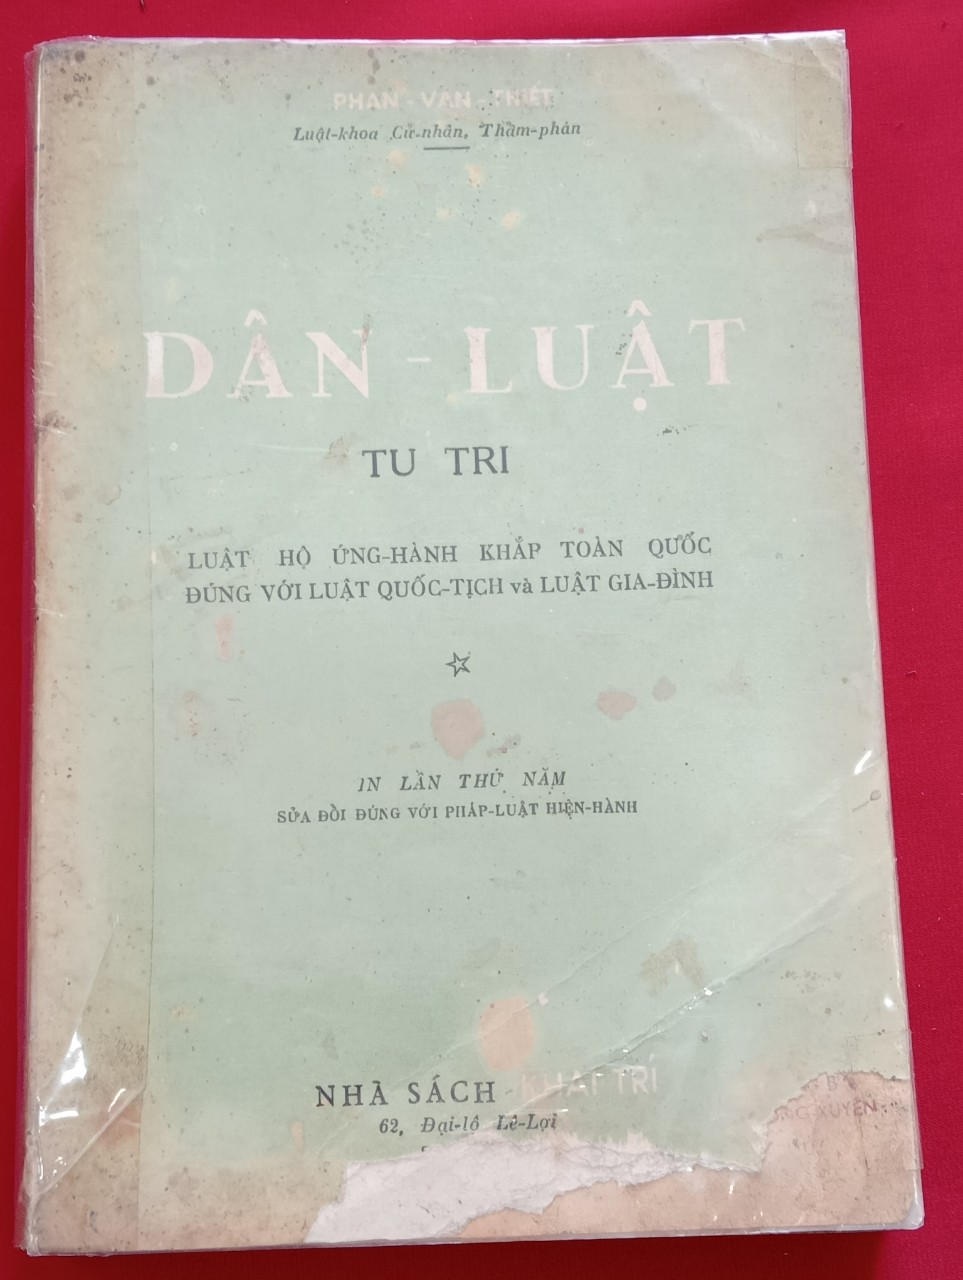 PHAN - VAN - THIẾT
Luật-khoa Cử-nhân, Thẩm-phán
DÂN - LUẬT
TU TRI
LUẬT HỘ ỨNG-HÀNH KHẮP TOÀN QUỐC
ĐÚNG VỚI LUẬT QUỐC-TỊCH và LUẬT GIA-ĐÌNH
IN LẦN THỨ NĂM
SỬA ĐỔI ĐÚNG VỚI PHÁP-LUẬT HIỆN-HÀNH
NHÀ SÁCH KHAI TRÍ
62, Đại-lộ Lê-Lợi
XUYÊN